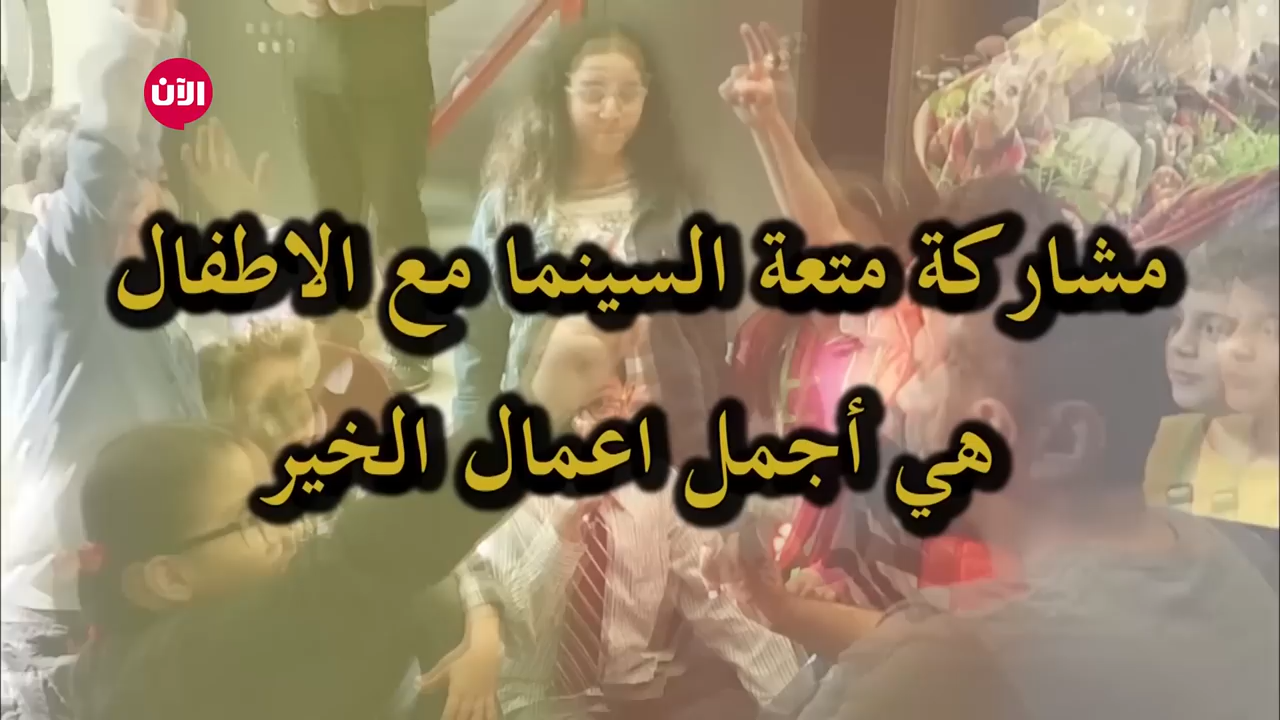 الآن
مشاركة متعة السينما مع الاطفال
هي أجمل اعمال الخير